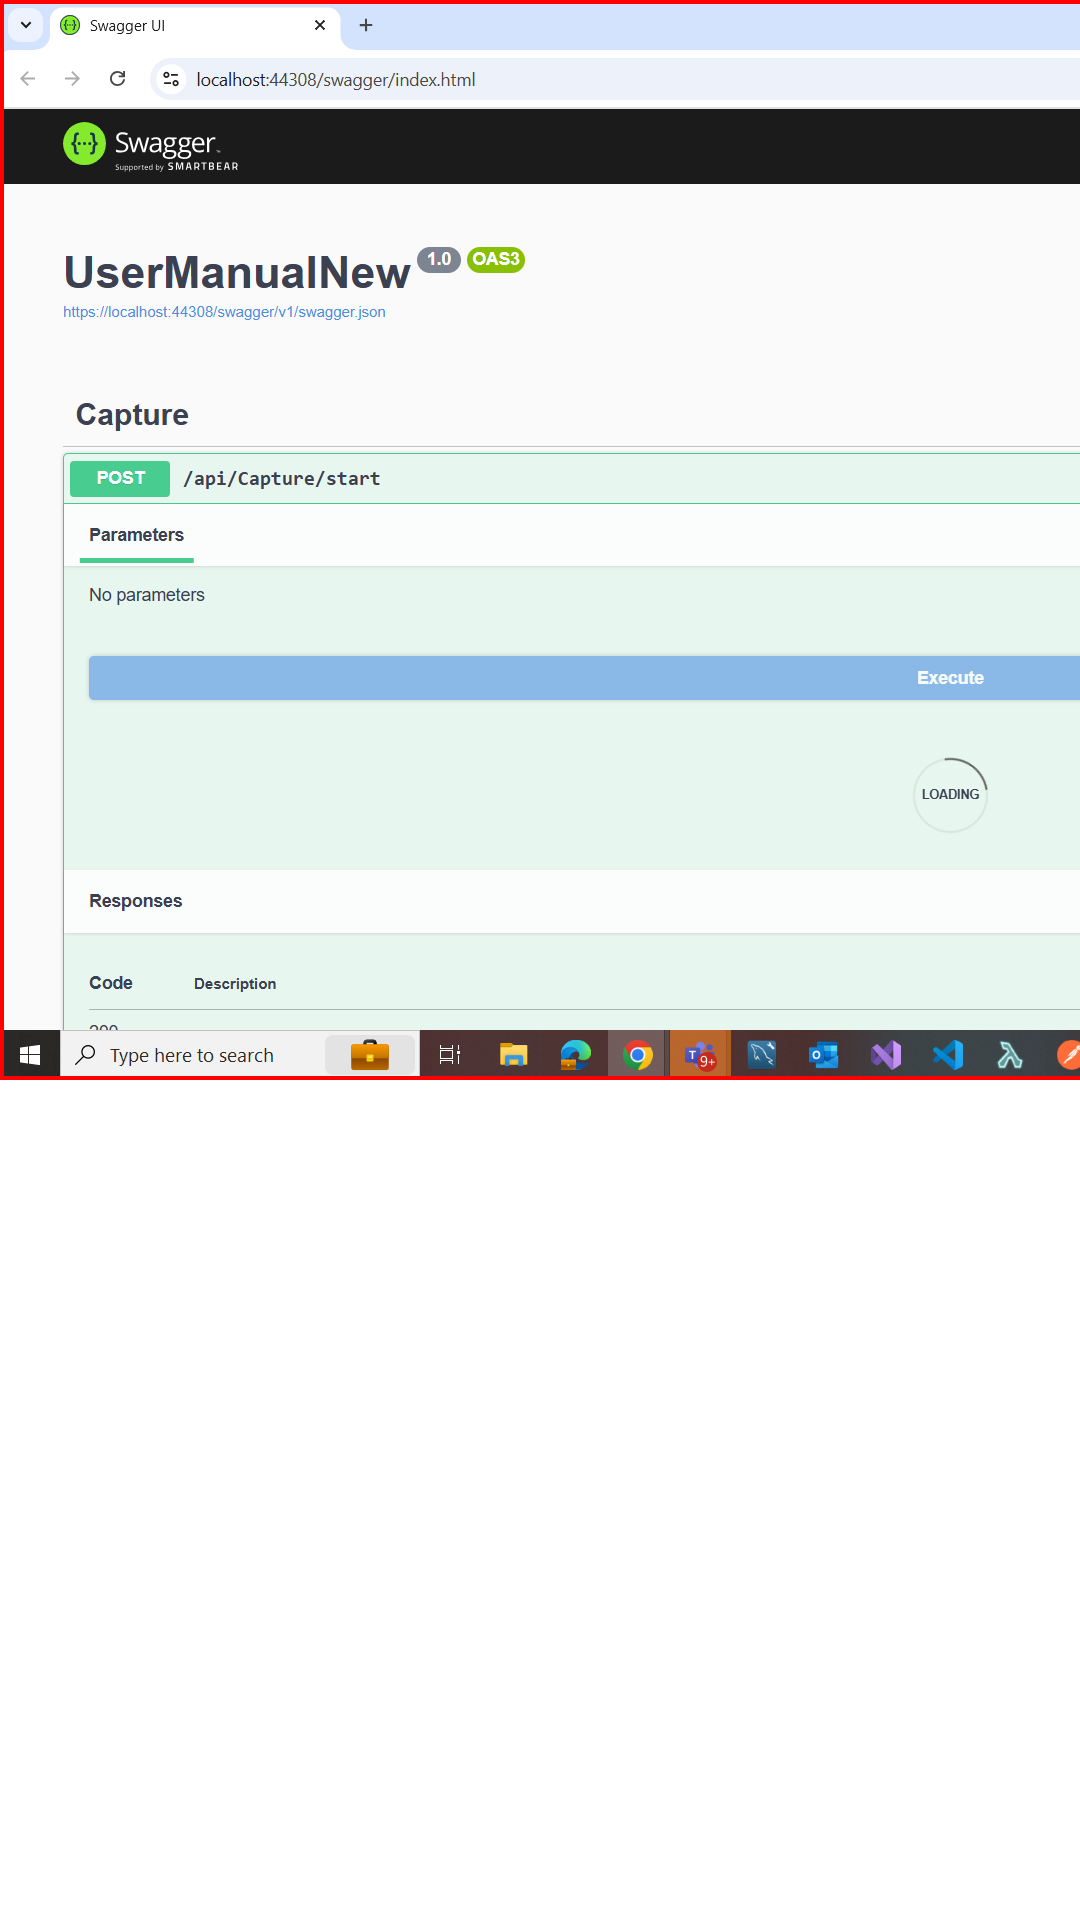 Swagger UI
localhost:44308/swagger/index.html
{···} Swagger
Supported by SMARTBEAR
UserManualNew 1.0 OAS3
https://localhost:44308/swagger/v1/swagger.json
Capture
POST /api/Capture/start
Parameters
No parameters
Execute
LOADING
Responses
Code Description
200
Type here to search
T 9+
O